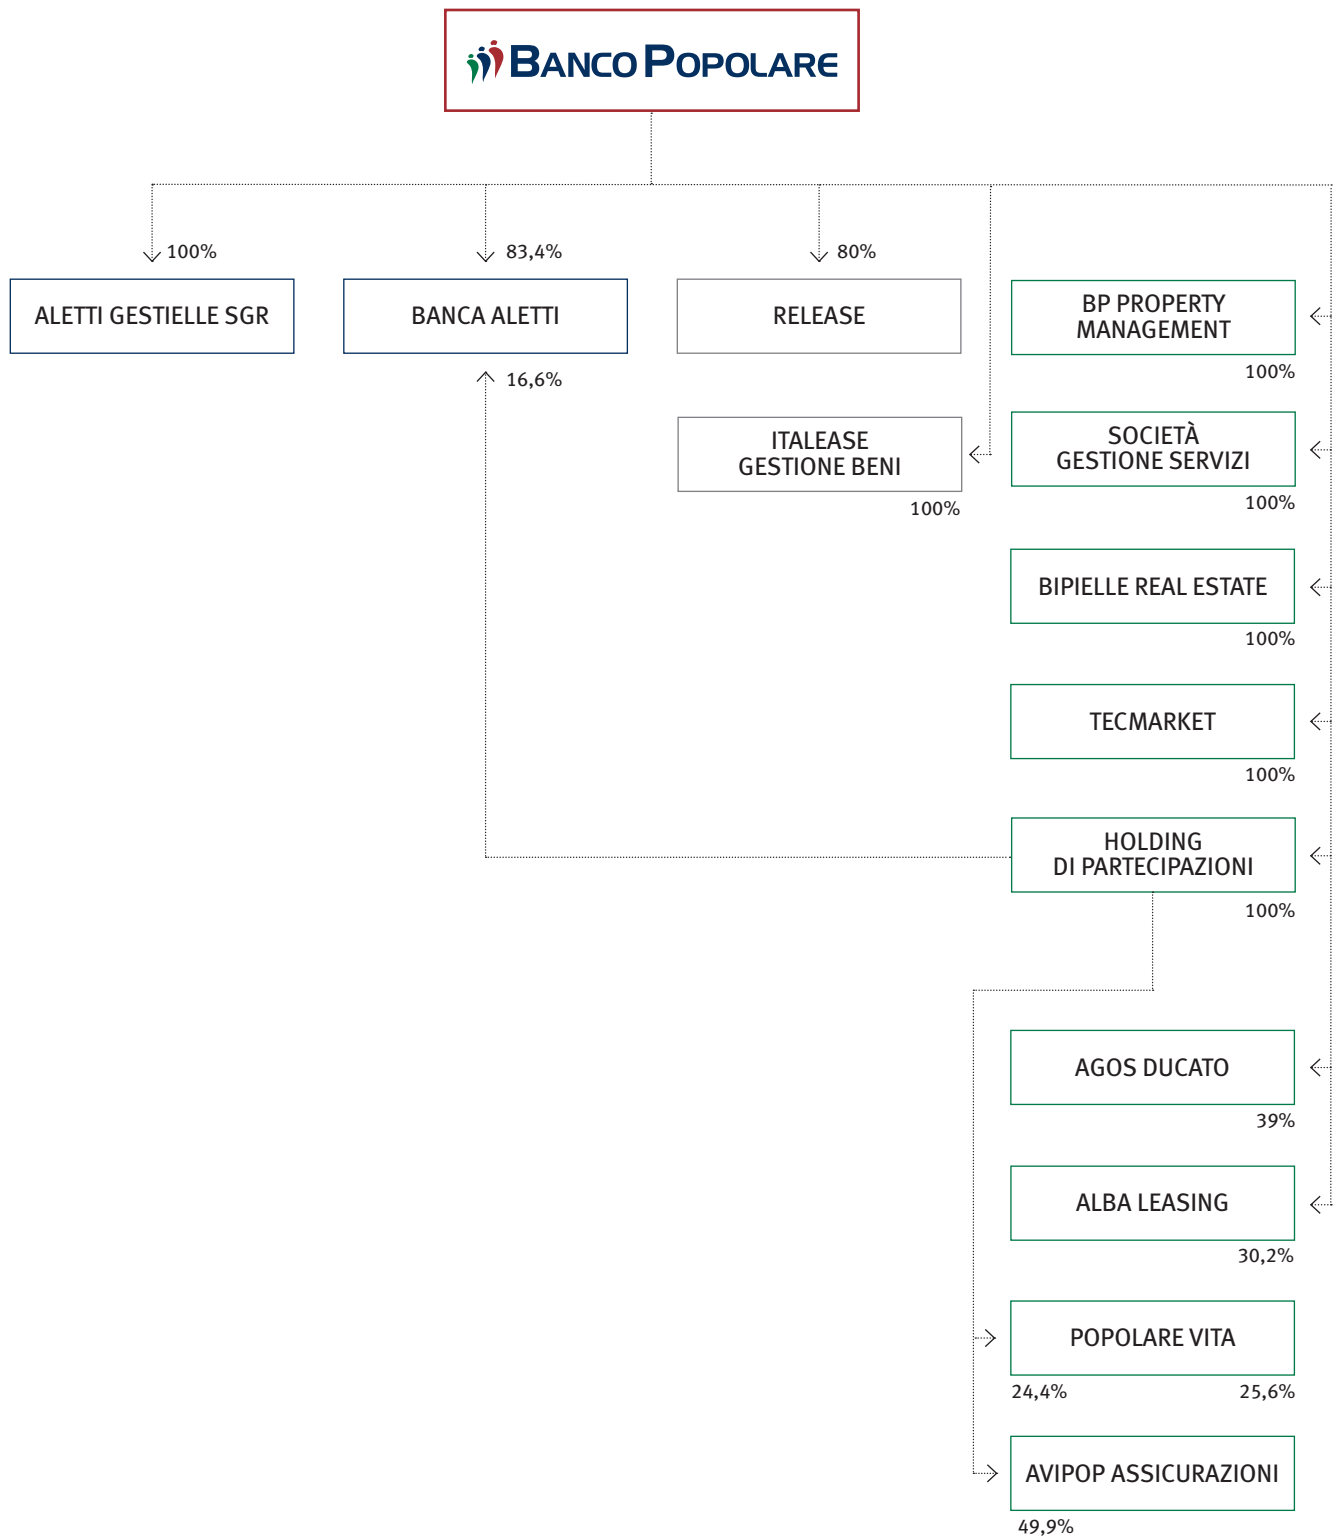 BANCO POPOLARE
100%
83,4%
80%
ALETTI GESTIELLE SGR
BANCA ALETTI
RELEASE
BP PROPERTY
MANAGEMENT
100%
16,6%
ITALEASE
GESTIONE BENI
100%
SOCIETÀ
GESTIONE SERVIZI
100%
BIPIELLE REAL ESTATE
100%
TECMARKET
100%
HOLDING
DI PARTECIPAZIONI
100%
AGOS DUCATO
39%
ALBA LEASING
30,2%
POPOLARE VITA
24,4%
25,6%
AVIPOP ASSICURAZIONI
49,9%